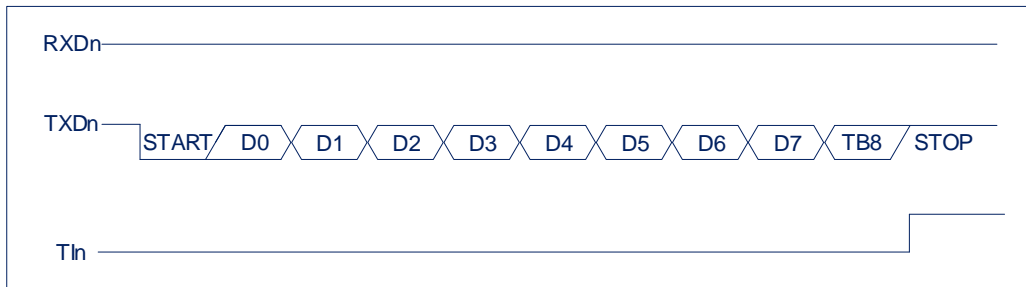 RXDn
TXDn
START D0 D1 D2 D3 D4 D5 D6 D7 TB8 STOP
TIn